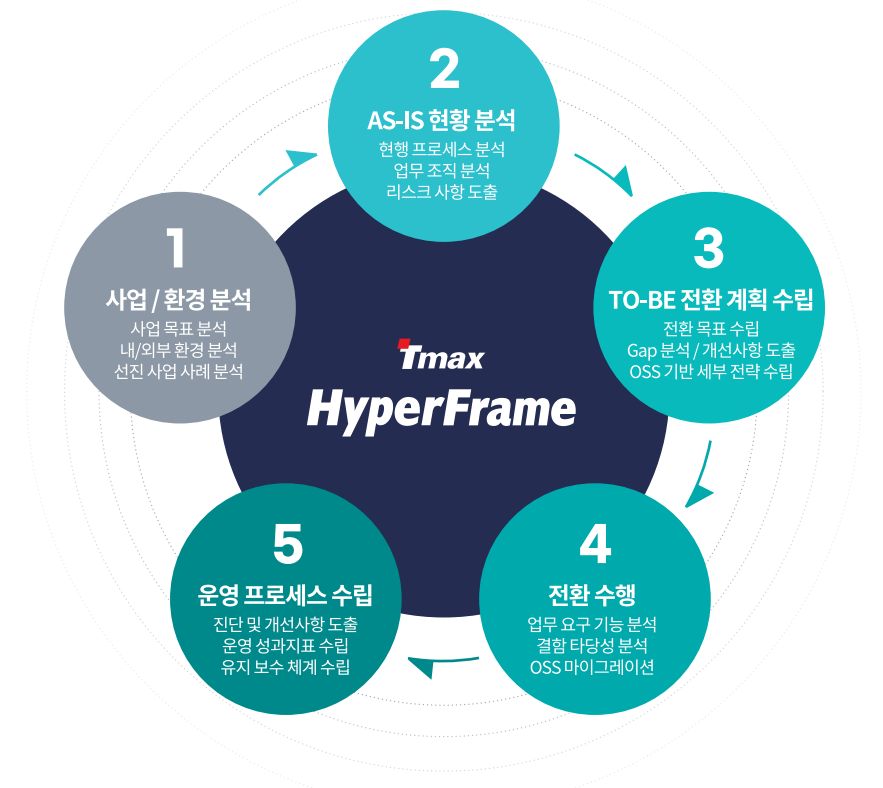 1
사업 / 환경 분석
사업 목표 분석
내/외부 환경 분석
선진 사업 사례 분석
2
AS-IS 현황 분석
현행 프로세스 분석
업무 조직 분석
리스크 사항 도출
3
TO-BE 전환 계획 수립
전환 목표 수립
Gap 분석 / 개선사항 도출
OSS 기반 세부 전략 수립
4
전환 수행
업무 요구 기능 분석
결함 타당성 분석
OSS 마이그레이션
5
운영 프로세스 수립
진단 및 개선사항 도출
운영 성과지표 수립
유지 보수 체계 수립
Tmax
HyperFrame